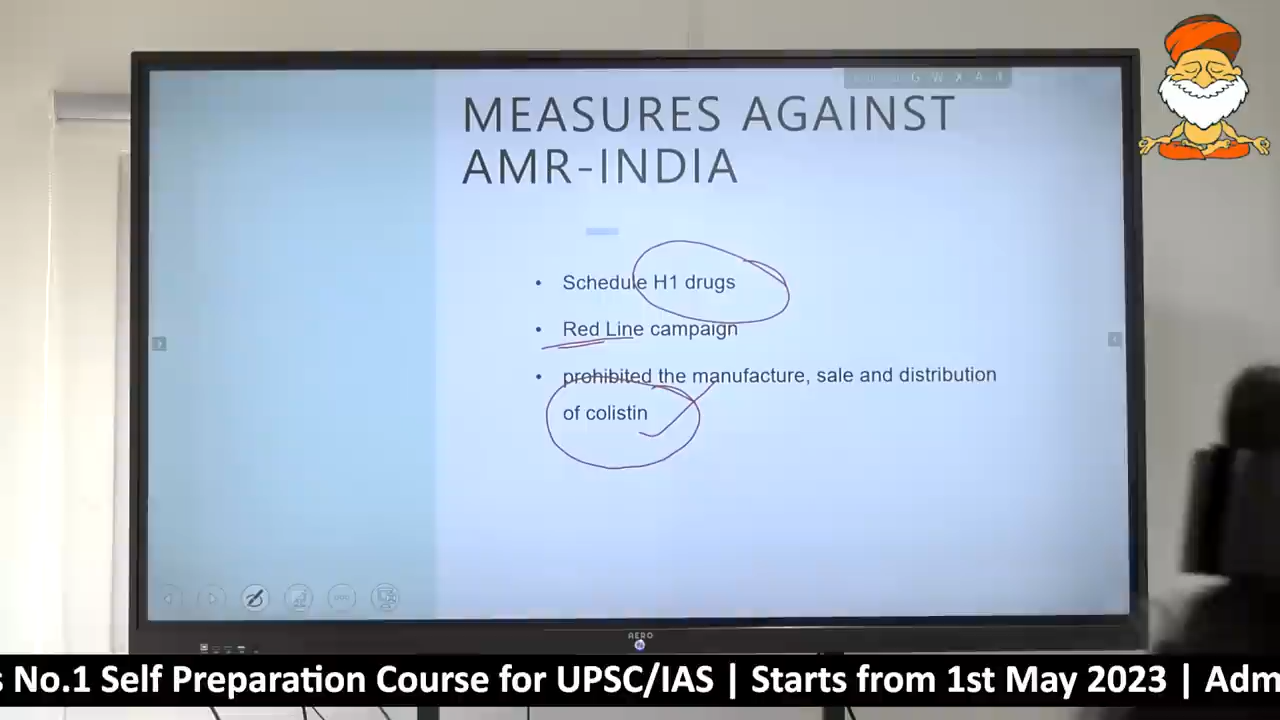 MEASURES AGAINST
AMR-INDIA
• Schedule H1 drugs
• Red Line campaign
• prohibited the manufacture, sale and distribution
of colistin
AERO
s No.1 Self Preparation Course for UPSC/IAS | Starts from 1st May 2023 | Adm